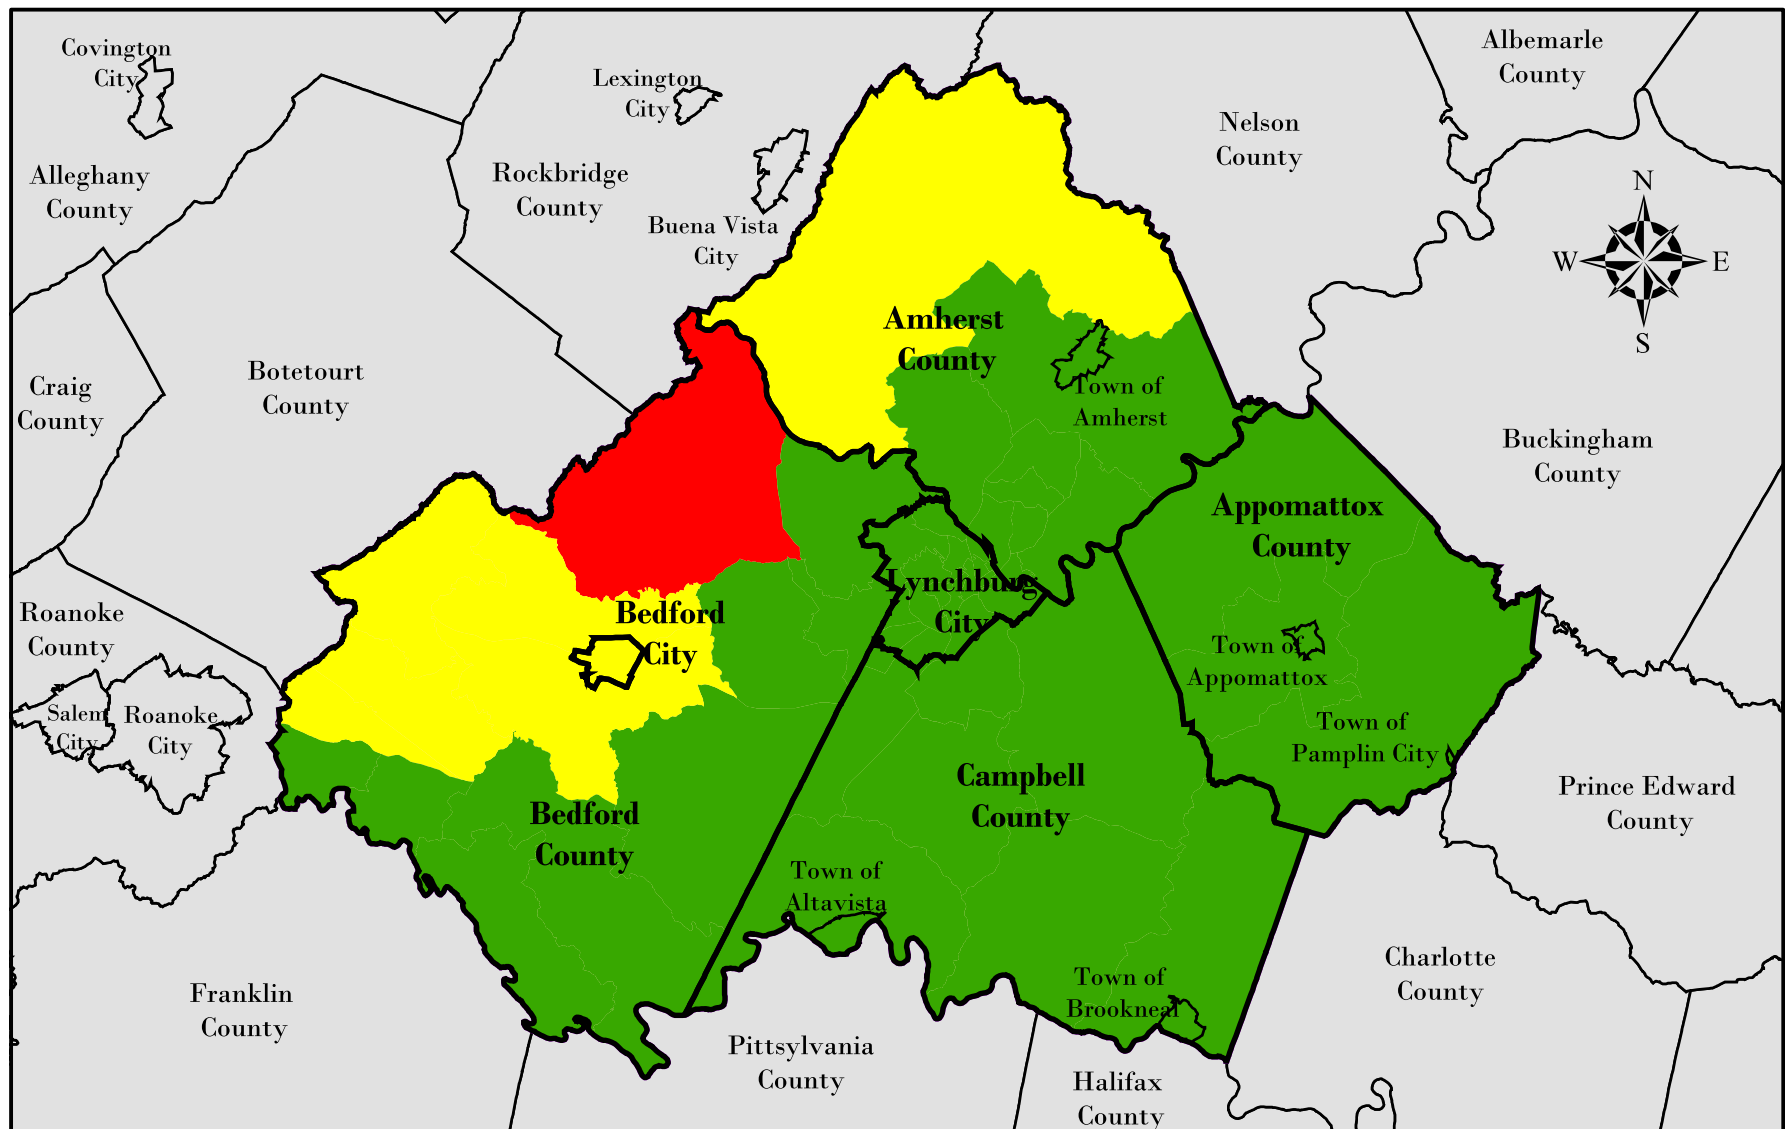 Covington
City
Lexington
City
Albemarle
County
Nelson
County
Alleghany
County
Rockbridge
County
Buena Vista
City
N
W
E
S
Amherst
County
Botetourt
County
Craig
County
Town of
Amherst
Buckingham
County
Appomattox
County
Lynchburg
City
Roanoke
County
Bedford
City
Town of
Appomattox
Salem
City
Roanoke
City
Town of
Pamplin City
Campbell
County
Prince Edward
County
Bedford
County
Town of
Altavista
Charlotte
County
Town of
Brookneal
Franklin
County
Pittsylvania
County
Halifax
County